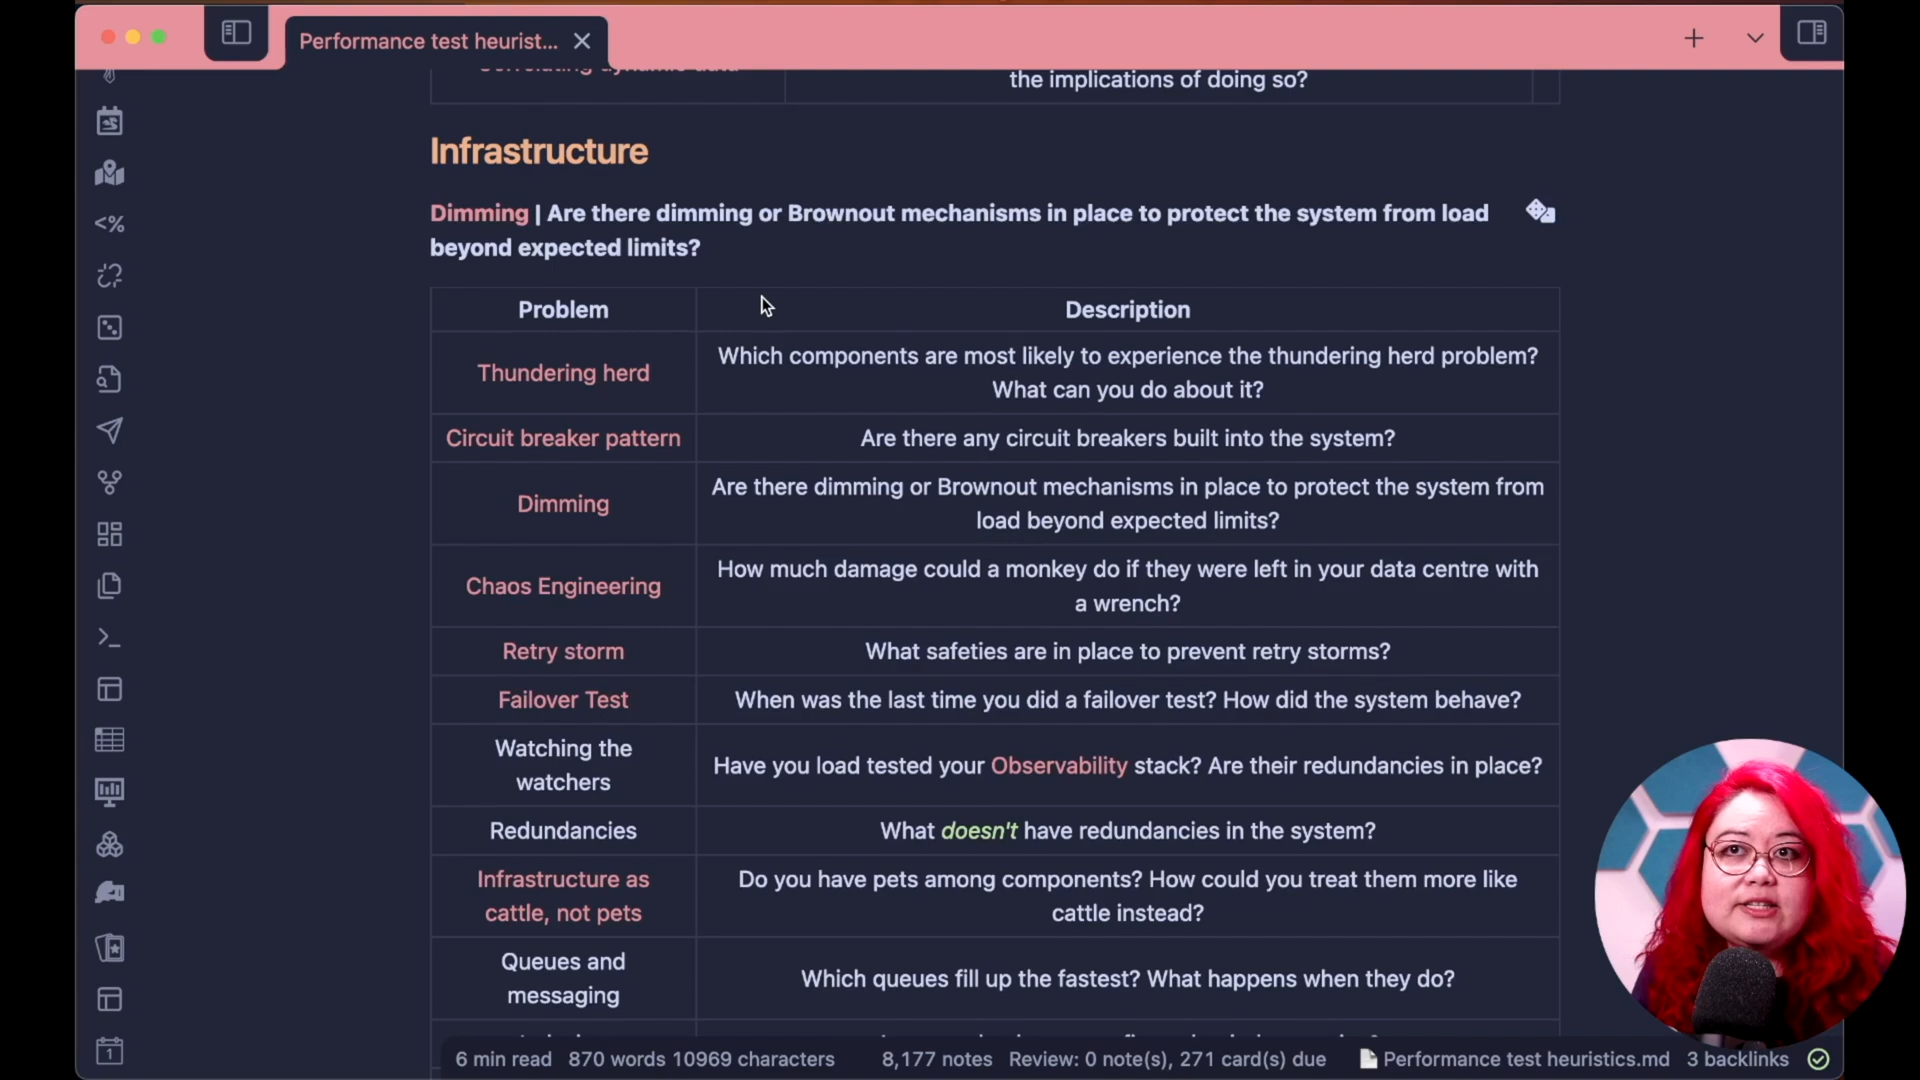 Performance test heurist...
the implications of doing so?
Infrastructure
Dimming | Are there dimming or Brownout mechanisms in place to protect the system from load
beyond expected limits?
Problem
Description
Thundering herd
Which components are most likely to experience the thundering herd problem?
What can you do about it?
Circuit breaker pattern
Are there any circuit breakers built into the system?
Dimming
Are there dimming or Brownout mechanisms in place to protect the system from
load beyond expected limits?
Chaos Engineering
How much damage could a monkey do if they were left in your data centre with
a wrench?
Retry storm
What safeties are in place to prevent retry storms?
Failover Test
When was the last time you did a failover test? How did the system behave?
Watching the
watchers
Have you load tested your Observability stack? Are their redundancies in place?
Redundancies
What doesn't have redundancies in the system?
Infrastructure as
cattle, not pets
Do you have pets among components? How could you treat them more like
cattle instead?
Queues and
messaging
Which queues fill up the fastest? What happens when they do?
6 min read 870 words 10969 characters 8,177 notes Review: 0 note(s), 271 card(s) due Performance test heuristics.md 3 backlinks
<%
1